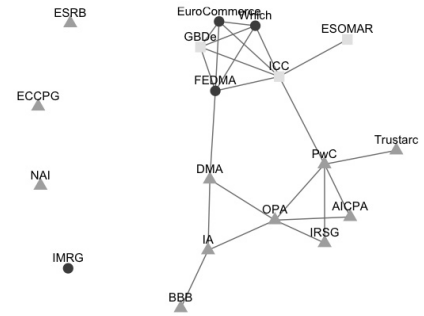 ESRB
EuroCommerce
Which
GBDe
ESOMAR
ICC
FEDMA
ECCPG
Trustarc
PwC
NAI
DMA
OPA
AICPA
IRSG
IA
IMRG
BBB